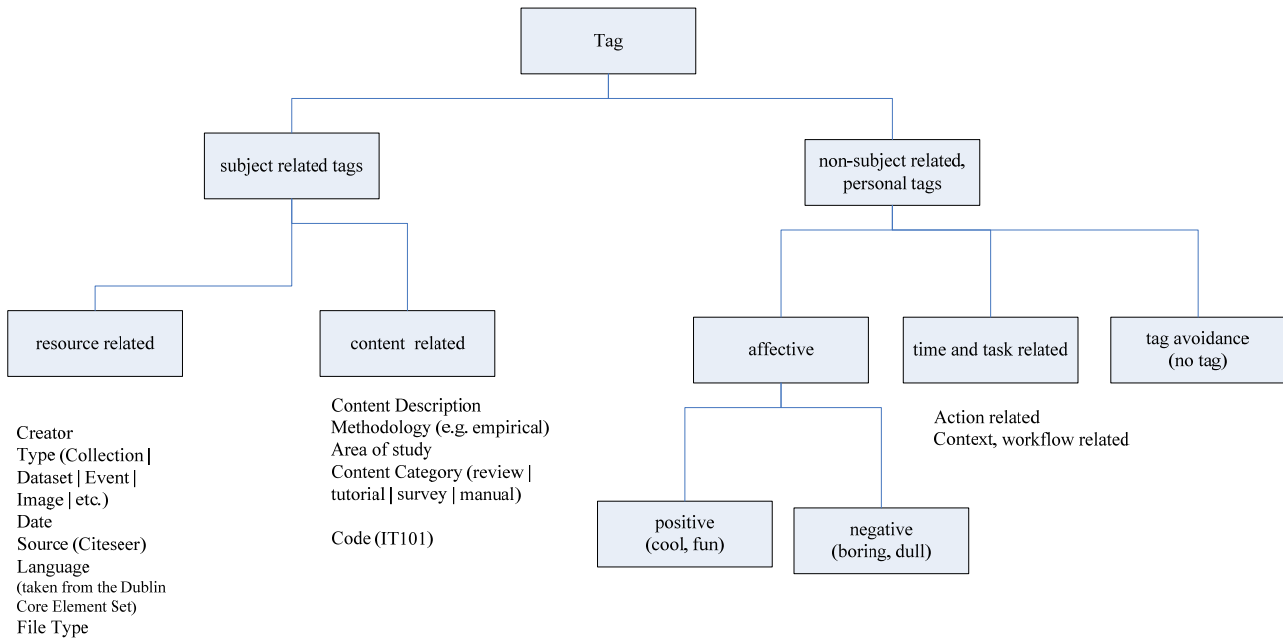 Tag
subject related tags
non-subject related,
personal tags
resource related
content related
affective
time and task related
tag avoidance
(no tag)
Creator
Type (Collection |
Dataset | Event |
Image | etc.)
Date
Source (Citeseer)
Language
(taken from the Dublin
Core Element Set)
File Type
Content Description
Methodology (e.g. empirical)
Area of study
Content Category (review |
tutorial | survey | manual)
Code (IT101)
Action related
Context, workflow related
positive
(cool, fun)
negative
(boring, dull)